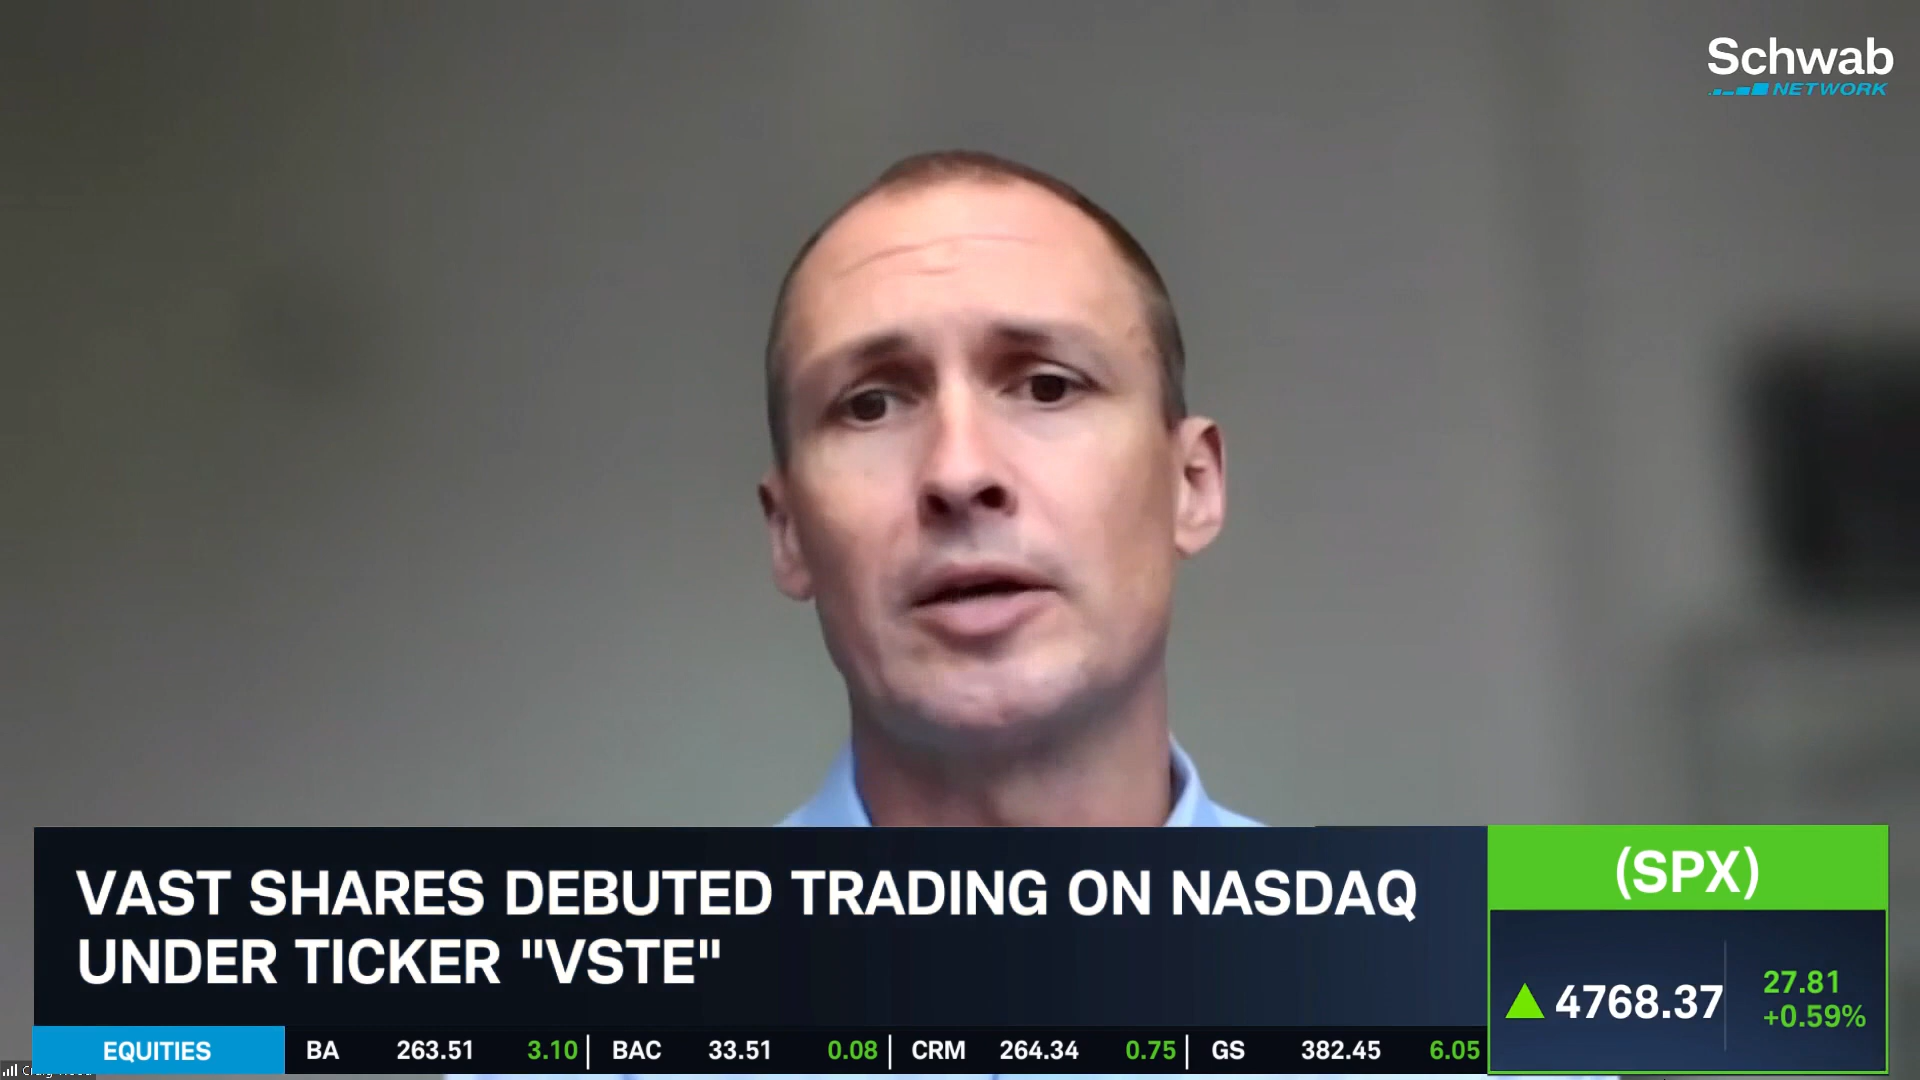 Schwab
NETWORK
VAST SHARES DEBUTED TRADING ON NASDAQ
UNDER TICKER "VSTE"
(SPX)
4768.37
27.81
+0.59%
EQUITIES BA 263.51 3.10 BAC 33.51 0.08 CRM 264.34 0.75 GS 382.45 6.05